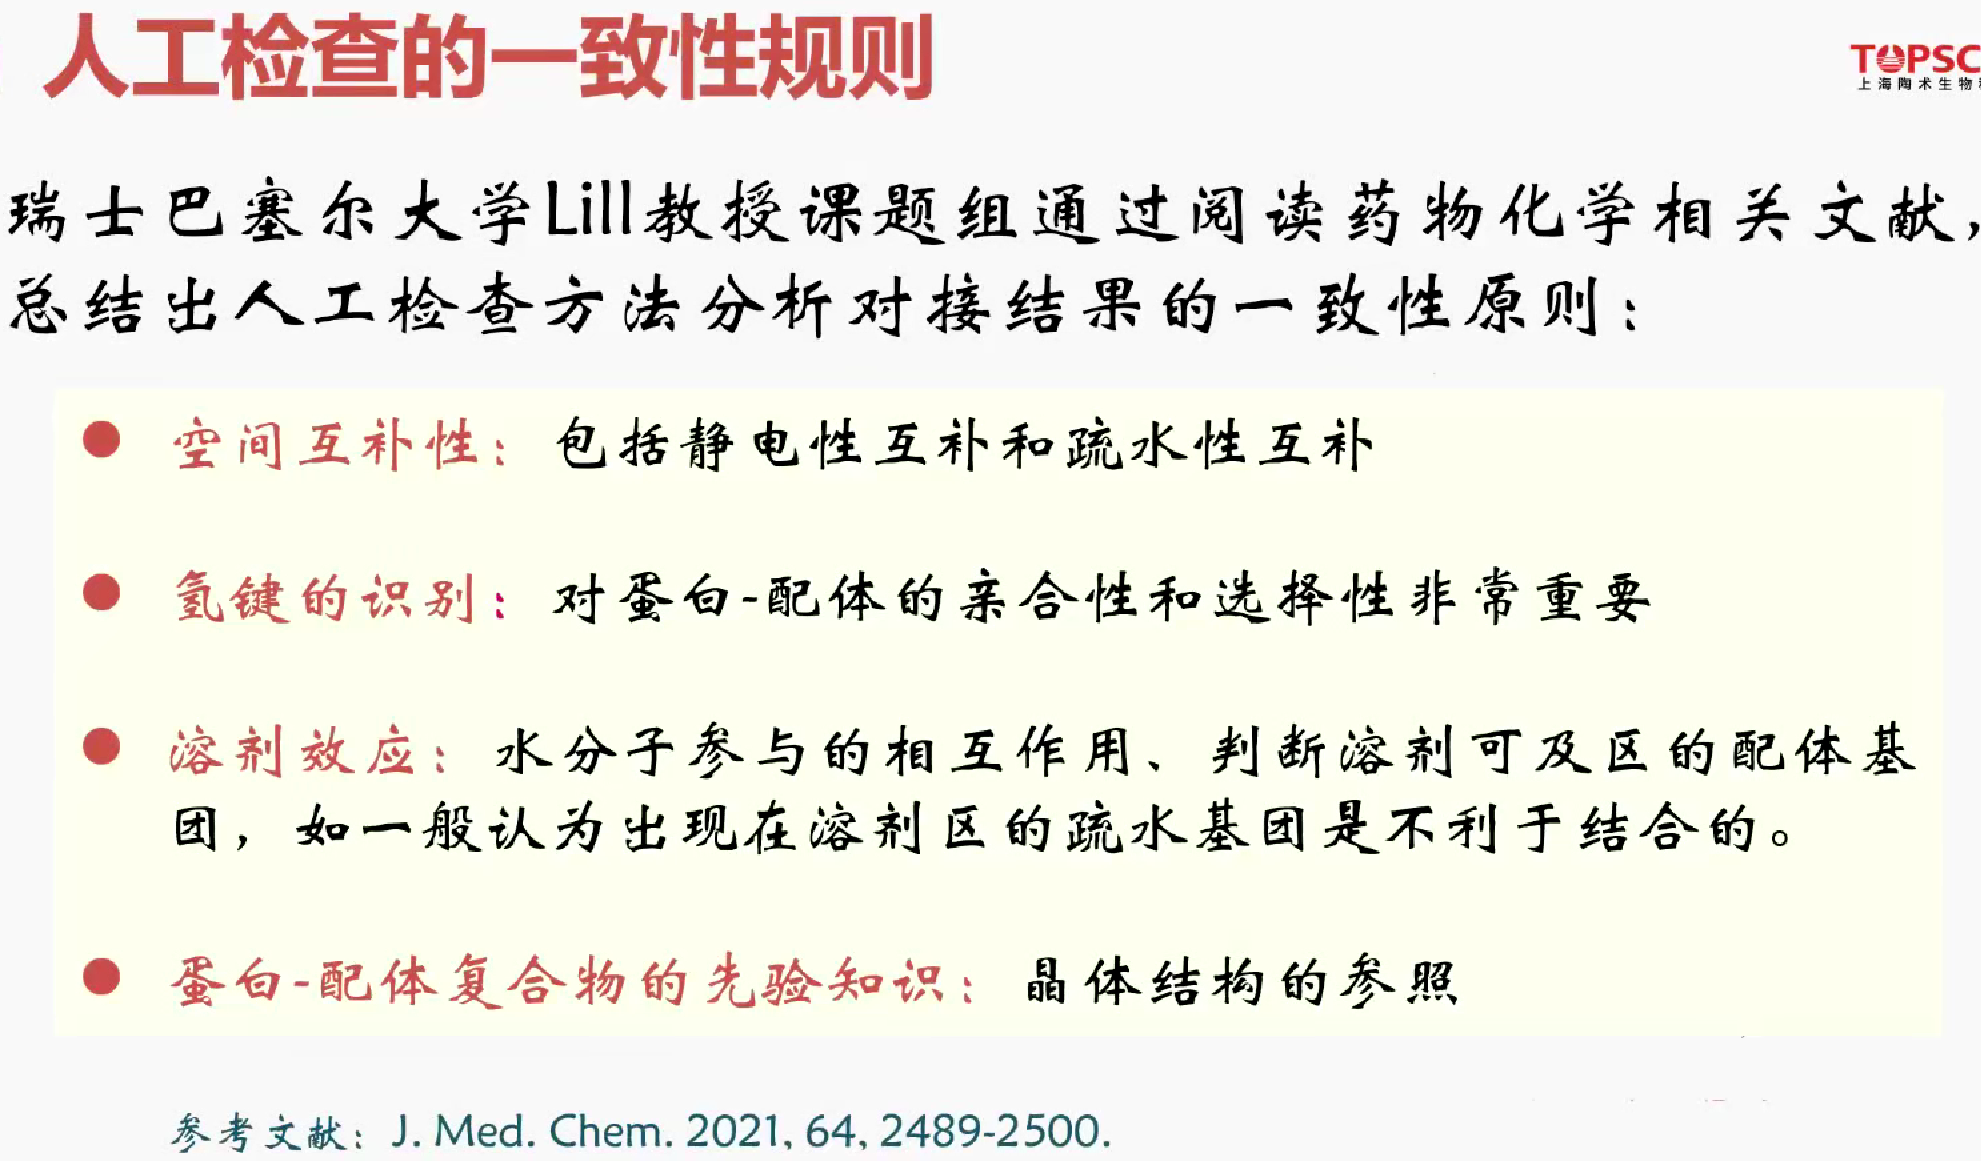 人工检查的一致性规则
TOPSC
上海陶术生物
瑞士巴塞尔大学Lill教授课题组通过阅读药物化学相关文献,
总结出人工检查方法分析对接结果的一致性原则：
● 空间互补性：包括静电性互补和疏水性互补
● 氢键的识别：对蛋白-配体的亲合性和选择性非常重要
● 溶剂效应：水分子参与的相互作用、判断溶剂可及区的配体基
团，如一般认为出现在溶剂区的疏水基团是不利于结合的。
● 蛋白-配体复合物的先验知识：晶体结构的参照
参考文献：J. Med. Chem. 2021, 64, 2489-2500.